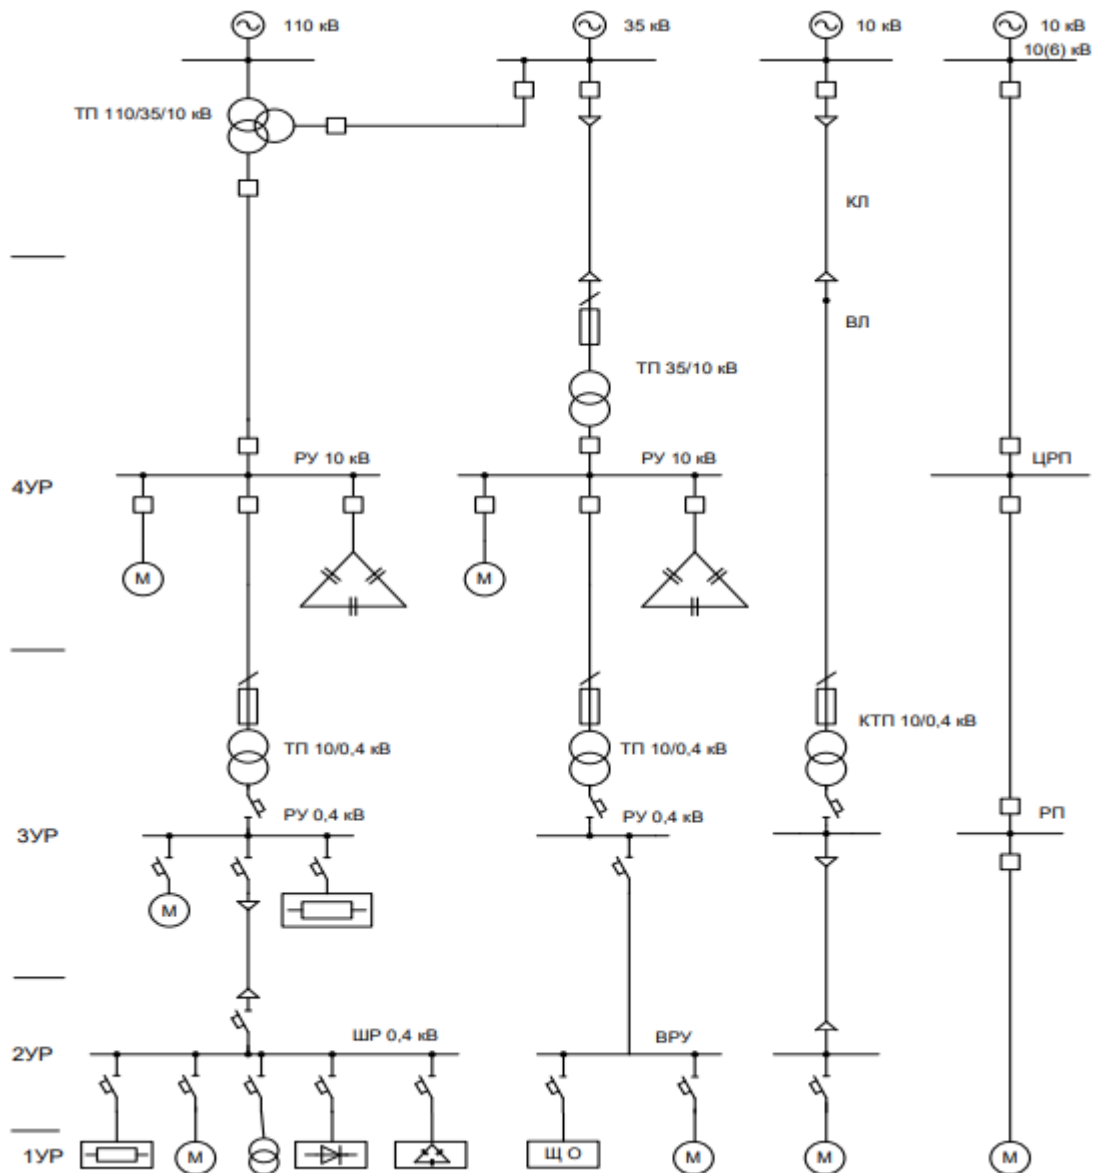 110 кВ
35 кВ
10 кВ
10 кВ
10(6) кВ
ТП 110/35/10 кВ
КЛ
ВЛ
ТП 35/10 кВ
РУ 10 кВ
РУ 10 кВ
ЦРП
4УР
М
М
ТП 10/0,4 кВ
ТП 10/0,4 кВ
КТП 10/0,4 кВ
РУ 0,4 кВ
РУ 0,4 кВ
РП
3УР
М
ШР 0,4 кВ
ВРУ
2УР
1УР
М
Щ О
М
М
М